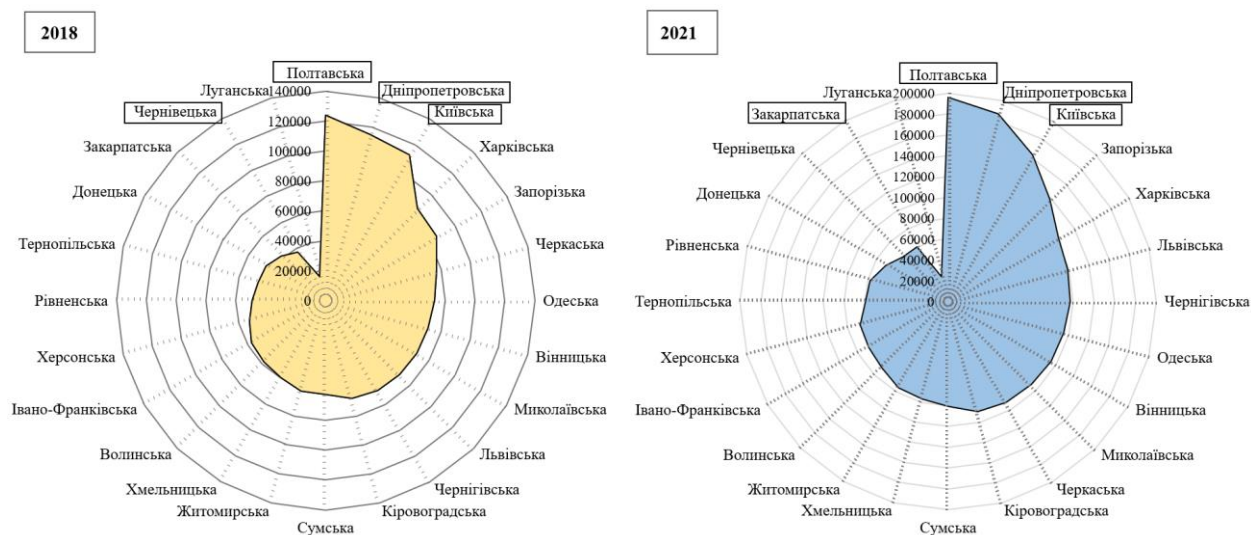 2018
Полтавська
Дніпропетровська
Київська
Харківська
Запорізька
Черкаська
Одеська
Вінницька
Миколаївська
Львівська
Чернігівська
Кіровоградська
Сумська
Житомирська
Хмельницька
Волинська
Івано-Франківська
Херсонська
Рівненська
Тернопільська
Донецька
Закарпатська
Чернівецька
Луганська
140000
120000
100000
80000
60000
40000
20000
0
2021
Полтавська
Дніпропетровська
Київська
Запорізька
Харківська
Львівська
Чернігівська
Одеська
Вінницька
Миколаївська
Черкаська
Кіровоградська
Сумська
Хмельницька
Житомирська
Волинська
Івано-Франківська
Херсонська
Тернопільська
Рівненська
Донецька
Чернівецька
Закарпатська
Луганська
200000
180000
160000
140000
120000
100000
80000
60000
40000
20000
0